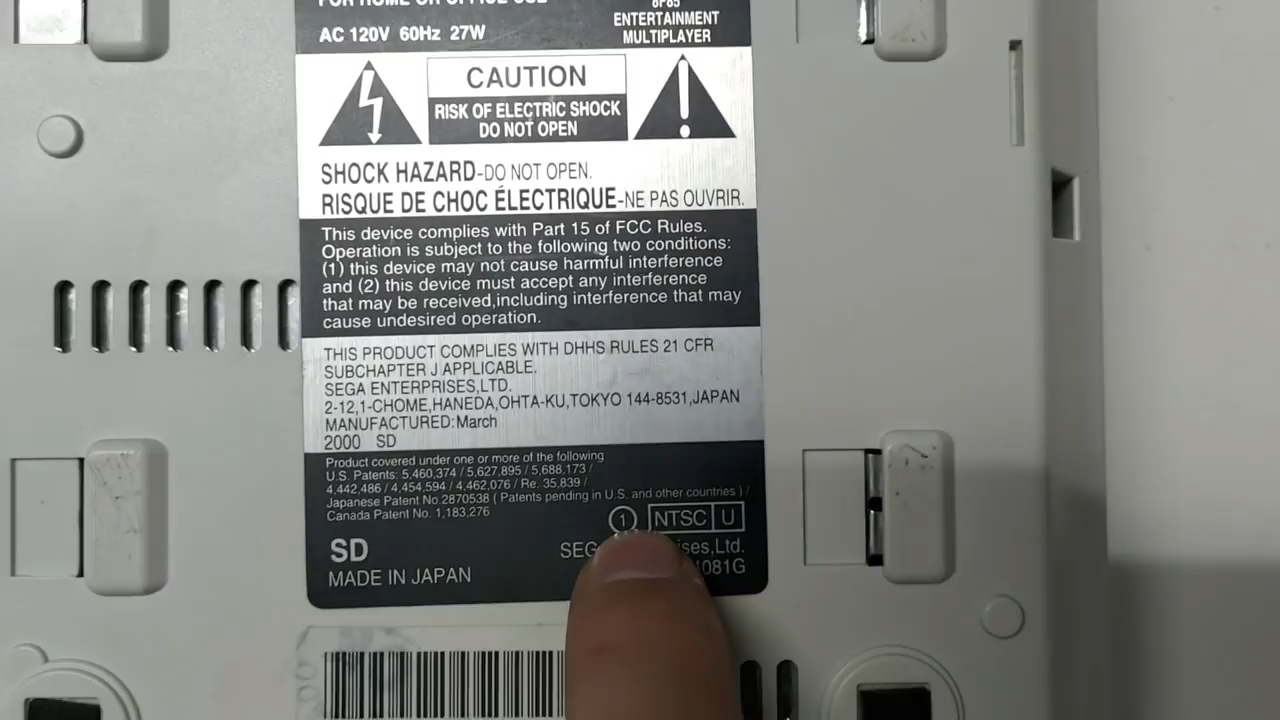 FOR HOME OR OFFICE USE
AC 120V 60Hz 27W
8F85
ENTERTAINMENT
MULTIPLAYER
CAUTION
RISK OF ELECTRIC SHOCK
DO NOT OPEN
SHOCK HAZARD-DO NOT OPEN.
RISQUE DE CHOC ÉLECTRIQUE-NE PAS OUVRIR.
This device complies with Part 15 of FCC Rules.
Operation is subject to the following two conditions:
(1) this device may not cause harmful interference
and (2) this device must accept any interference
that may be received,including interference that may
cause undesired operation.
THIS PRODUCT COMPLIES WITH DHHS RULES 21 CFR
SUBCHAPTER J APPLICABLE.
SEGA ENTERPRISES,LTD.
2-12,1-CHOME,HANEDA,OHTA-KU,TOKYO 144-8531,JAPAN
MANUFACTURED:March
2000 SD
Product covered under one or more of the following
U.S. Patents: 5,460,374 / 5,627,895 / 5,688,173 /
4,442,486 / 4,454,594 / 4,462,076 / Re. 35,839 /
Japanese Patent No.2870538 ( Patents pending in U.S. and other countries ) /
Canada Patent No. 1,183,276
1 NTSC U
SD
MADE IN JAPAN
Ltd.